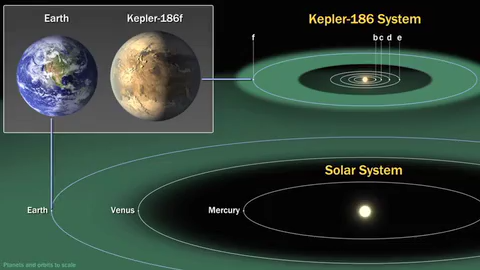 Earth
Kepler-186f
Kepler-186 System
f
b c d e
Solar System
Earth
Venus
Mercury
Planets and orbits to scale